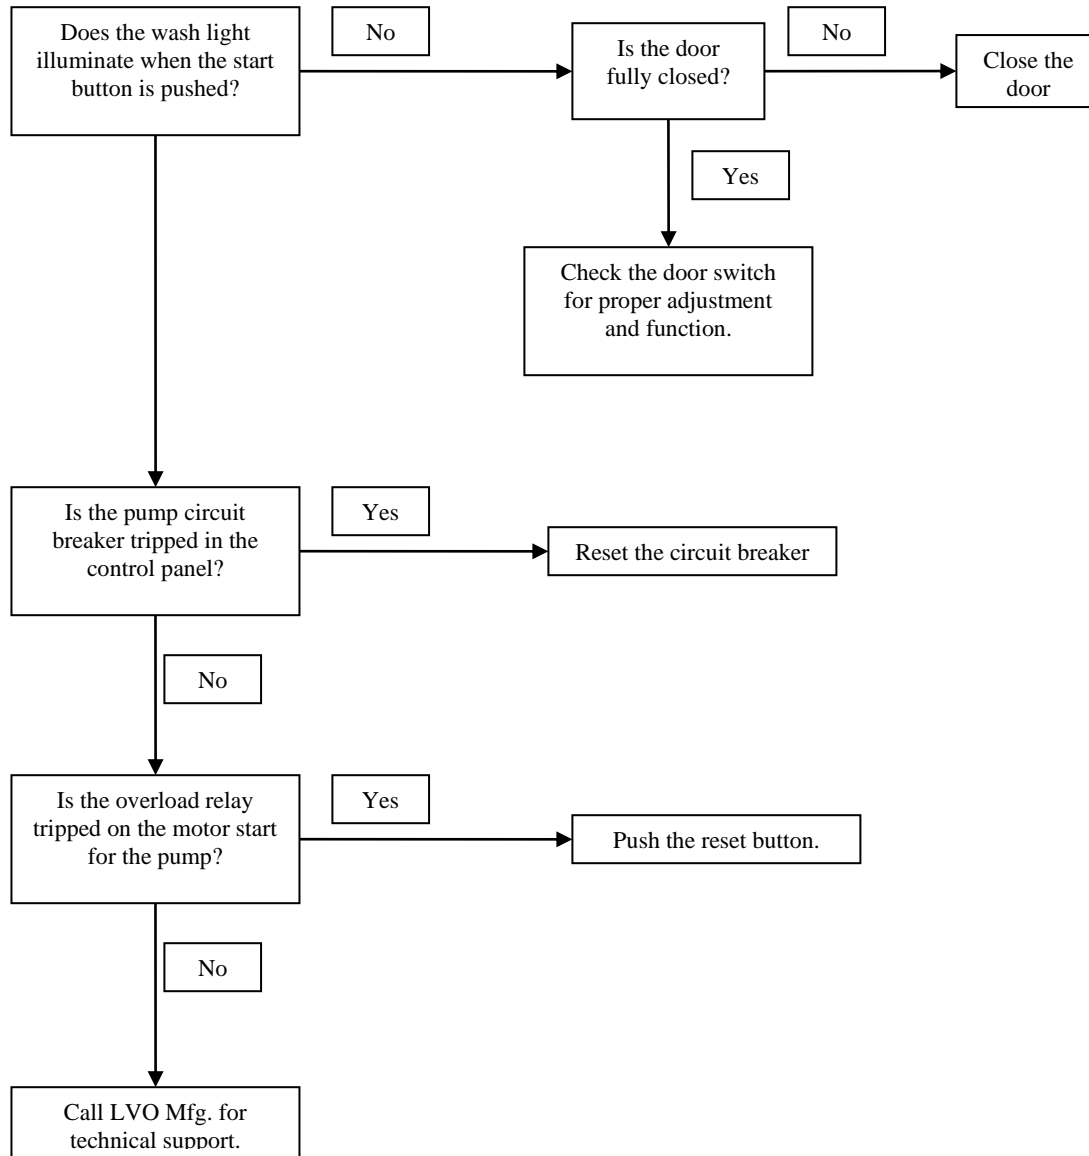 Does the wash light
illuminate when the start
button is pushed?
No
Is the door
fully closed?
No
Close the
door
Yes
Check the door switch
for proper adjustment
and function.
Is the pump circuit
breaker tripped in the
control panel?
Yes
Reset the circuit breaker
No
Is the overload relay
tripped on the motor start
for the pump?
Yes
Push the reset button.
No
Call LVO Mfg. for
technical support.